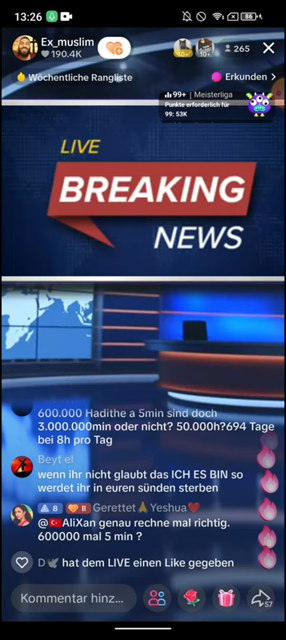 13:26
86
Ex_muslim
190.4K
10+
10+
265
Wöchentliche Rangliste
Erkunden >
99+ | Meisterliga
Punkte erforderlich für
99: 53K
LIVE
BREAKING
NEWS
600.000 Hadithe a 5min sind doch
3.000.000min oder nicht? 50.000h?694 Tage
bei 8h pro Tag
Beyt el
wenn ihr nicht glaubt das ICH ES BIN so
werdet ihr in euren sünden sterben
8 II Gerettet🙏Yeshua❤️
@🇹🇷AliXan genau rechne mal richtig.
600000 mal 5 min ?
D🕊 hat dem LIVE einen Like gegeben
Kommentar hinz...
57